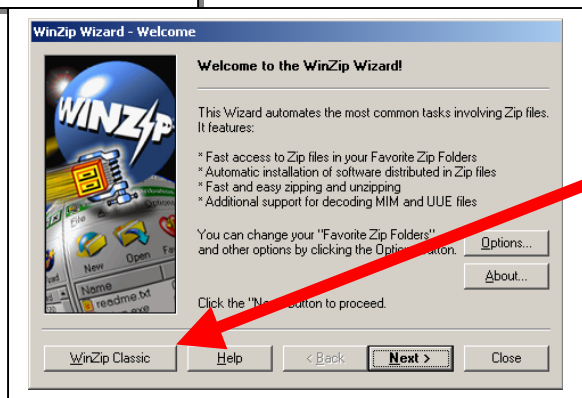 WinZip Wizard - Welcome
Welcome to the WinZip Wizard!
WINZIP
This Wizard automates the most common tasks involving Zip files.
It features:
* Fast access to Zip files in your Favorite Zip Folders
* Automatic installation of software distributed in Zip files
* Fast and easy zipping and unzipping
* Additional support for decoding MIM and UUE files
You can change your "Favorite Zip Folders"
and other options by clicking the Option button.
Options...
About...
File
Options
New
Open
Fav
Name
readme.txt
.exe
Click the "Ne button to proceed.
WinZip Classic
Help
< Back
Next >
Close